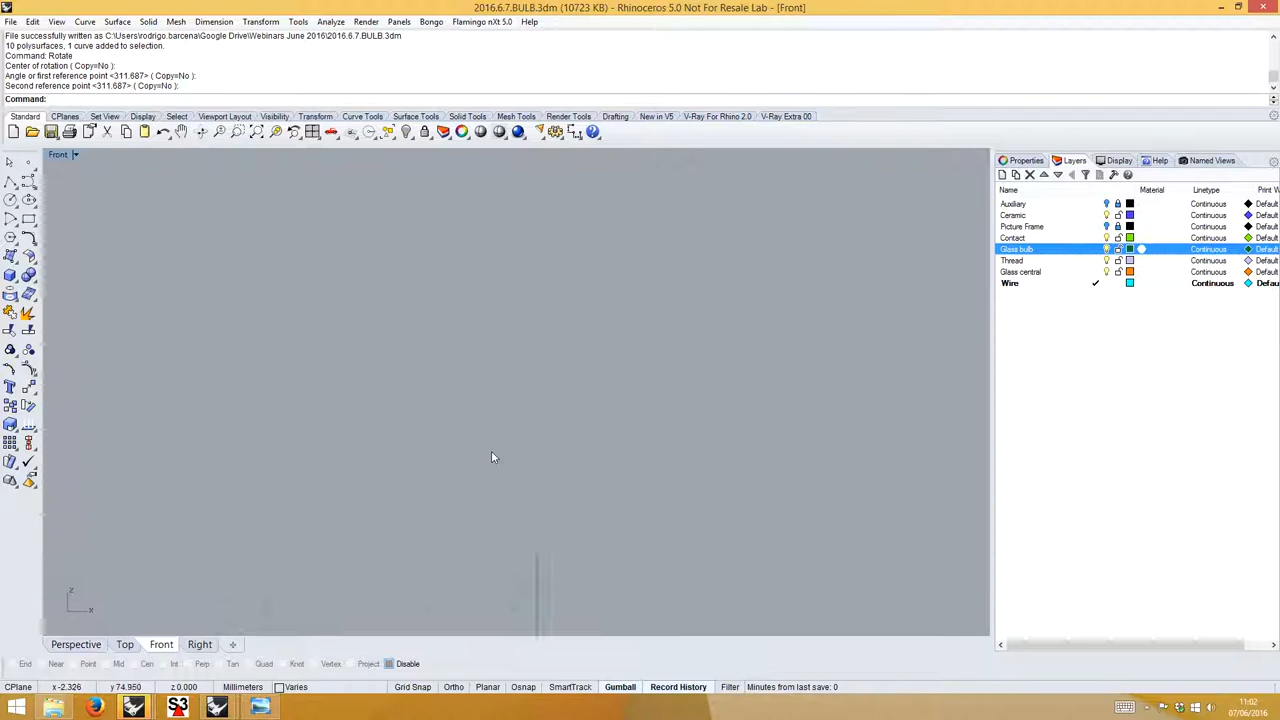 2016.6.7.BULB.3dm (10723 KB) - Rhinoceros 5.0 Not For Resale Lab - [Front]
File Edit View Curve Surface Solid Mesh Dimension Transform Tools Analyze Render Panels Bongo Flamingo nXt 5.0 Help
File successfully written as C:\Users\rodrigo.barcena\Google Drive\Webinars June 2016\2016.6.7.BULB.3dm
10 polysurfaces, 1 curve added to selection.
Command: Rotate
Center of rotation ( Copy=No ):
Angle or first reference point <311.687> ( Copy=No ):
Second reference point <311.687> ( Copy=No ):
Command:
Standard CPlanes Set View Display Select Viewport Layout Visibility Transform Curve Tools Surface Tools Solid Tools Mesh Tools Render Tools Drafting New in V5 V-Ray For Rhino 2.0 V-Ray Extra 00
Front
Properties Layers Display Help Named Views
Name Material Linetype Print W
Auxiliary Continuous Default
Ceramic Continuous Default
Picture Frame Continuous Default
Contact Continuous Default
Glass bulb Continuous Default
Thread Continuous Default
Glass central Continuous Default
Wire Continuous Defau
z
x
Perspective Top Front Right
End Near Point Mid Cen Int Perp Tan Quad Knot Vertex Project Disable
CPlane x -2.326 y 74.950 z 0.000 Millimeters Varies Grid Snap Ortho Planar Osnap SmartTrack Gumball Record History Filter Minutes from last save: 0
S3
11:02
07/06/2016